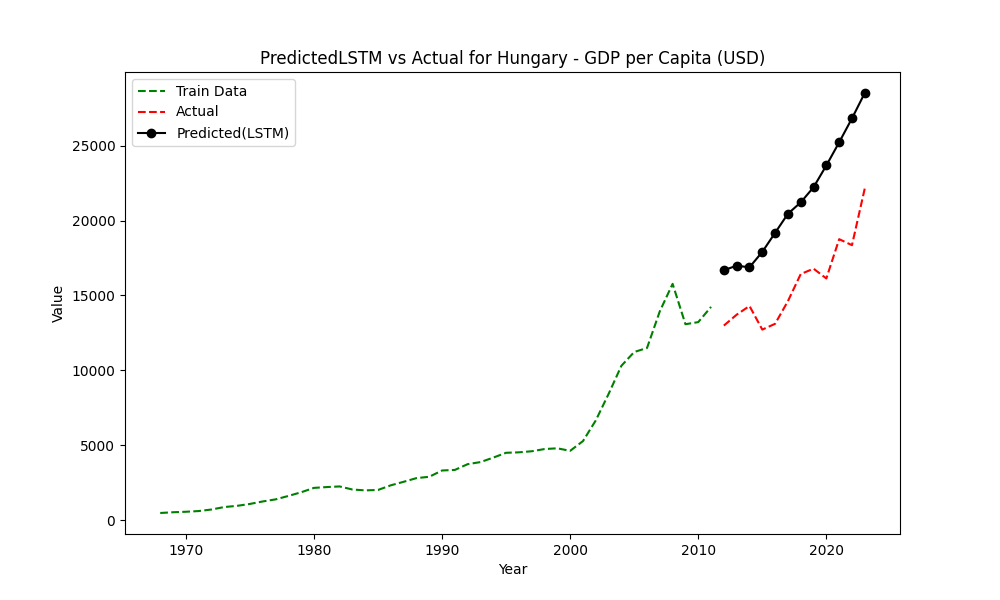 PredictedLSTM vs Actual for Hungary - GDP per Capita (USD)
Train Data
Actual
Predicted(LSTM)
Value
25000
20000
15000
10000
5000
0
1970 1980 1990 2000 2010 2020
Year